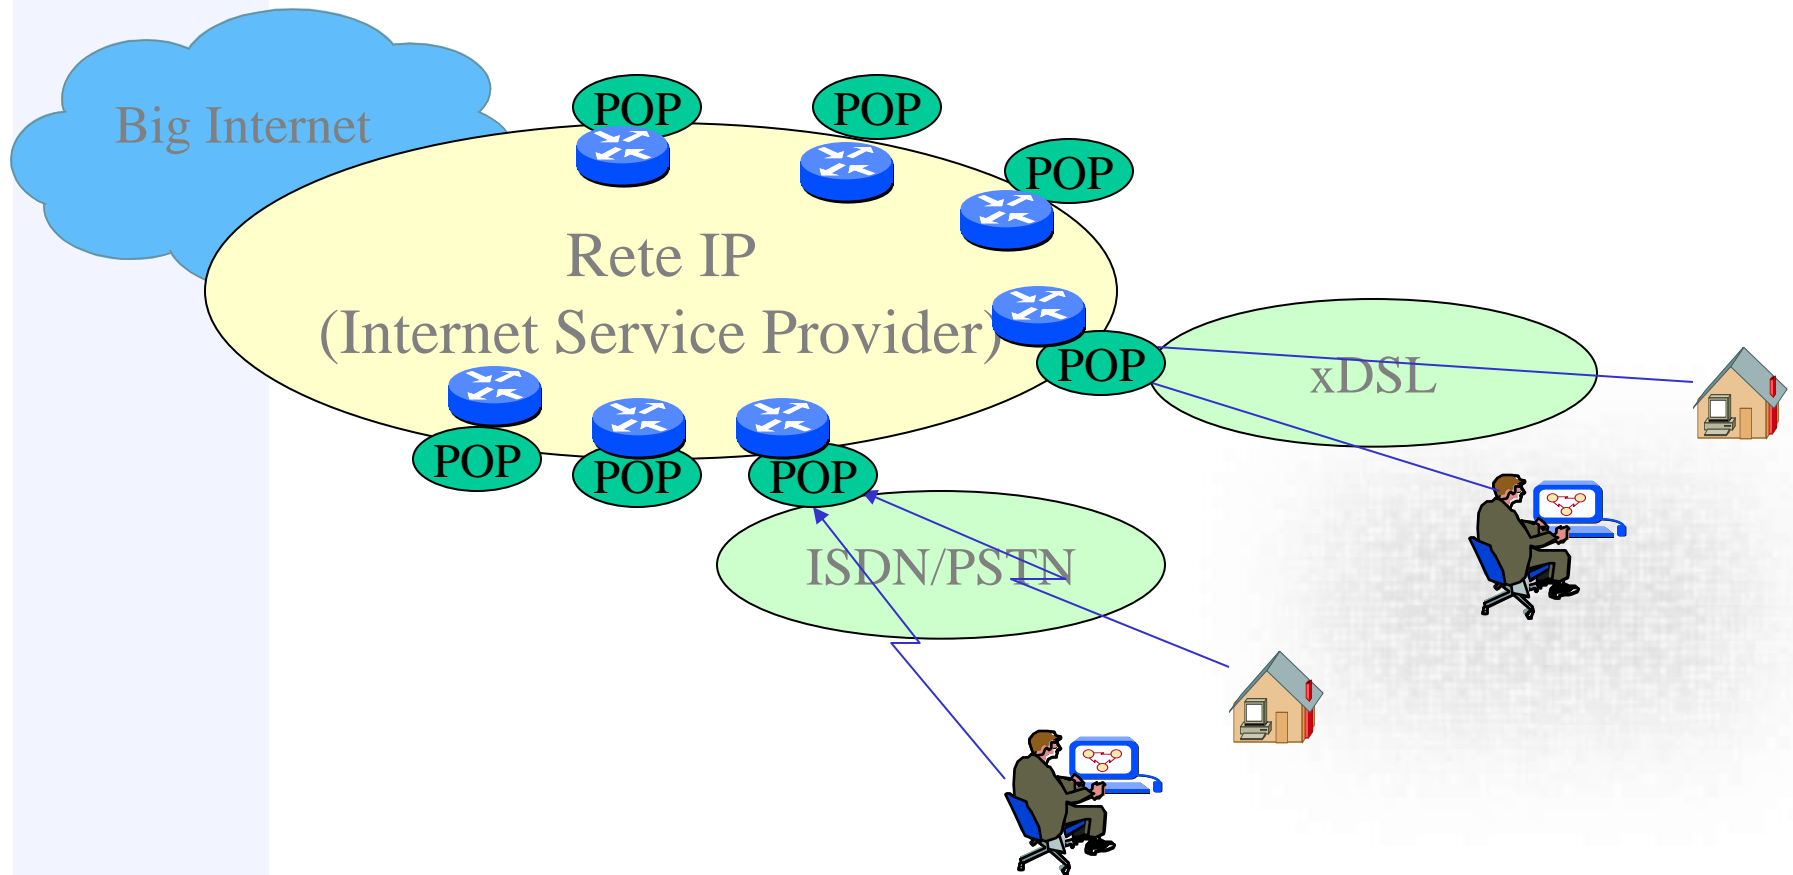 Big Internet
POP
POP
POP
Rete IP
(Internet Service Provider)
POP
xDSL
POP
POP
POP
ISDN/PSTN